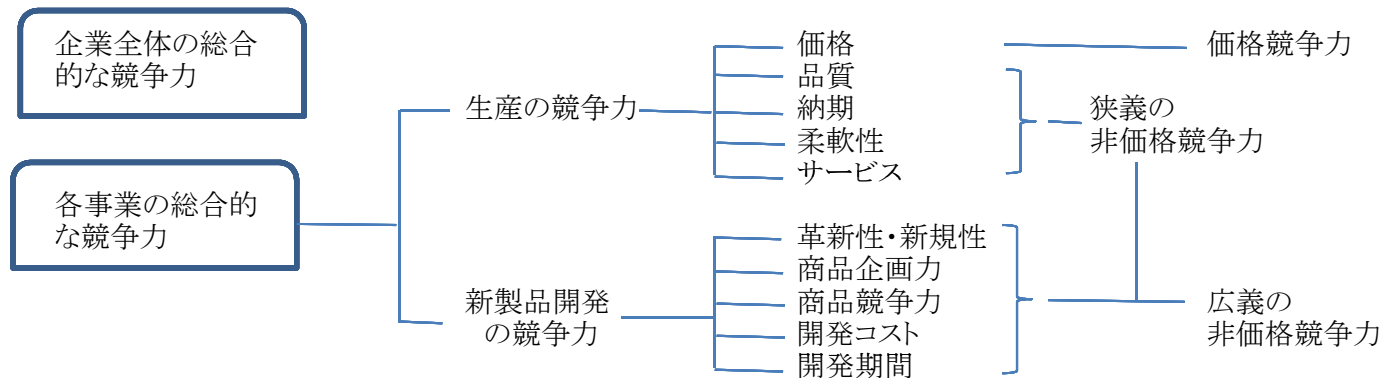 企業全体の総合
的な競争力
各事業の総合的
な競争力
生産の競争力
新製品開発
の競争力
価格
品質
納期
柔軟性
サービス
革新性・新規性
商品企画力
商品競争力
開発コスト
開発期間
価格競争力
狭義の
非価格競争力
広義の
非価格競争力